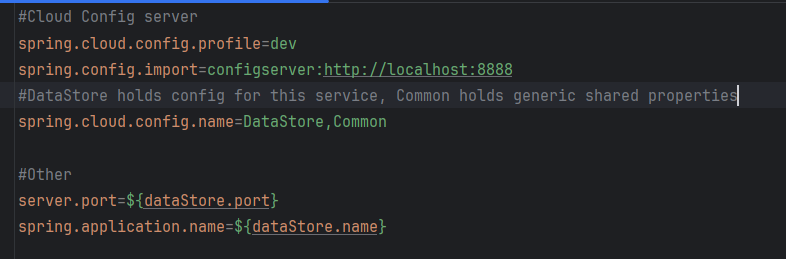 #Cloud Config server
spring.cloud.config.profile=dev
spring.config.import=configserver:http://localhost:8888
#DataStore holds config for this service, Common holds generic shared properties
spring.cloud.config.name=DataStore,Common
#Other
server.port=${dataStore.port}
spring.application.name=${dataStore.name}